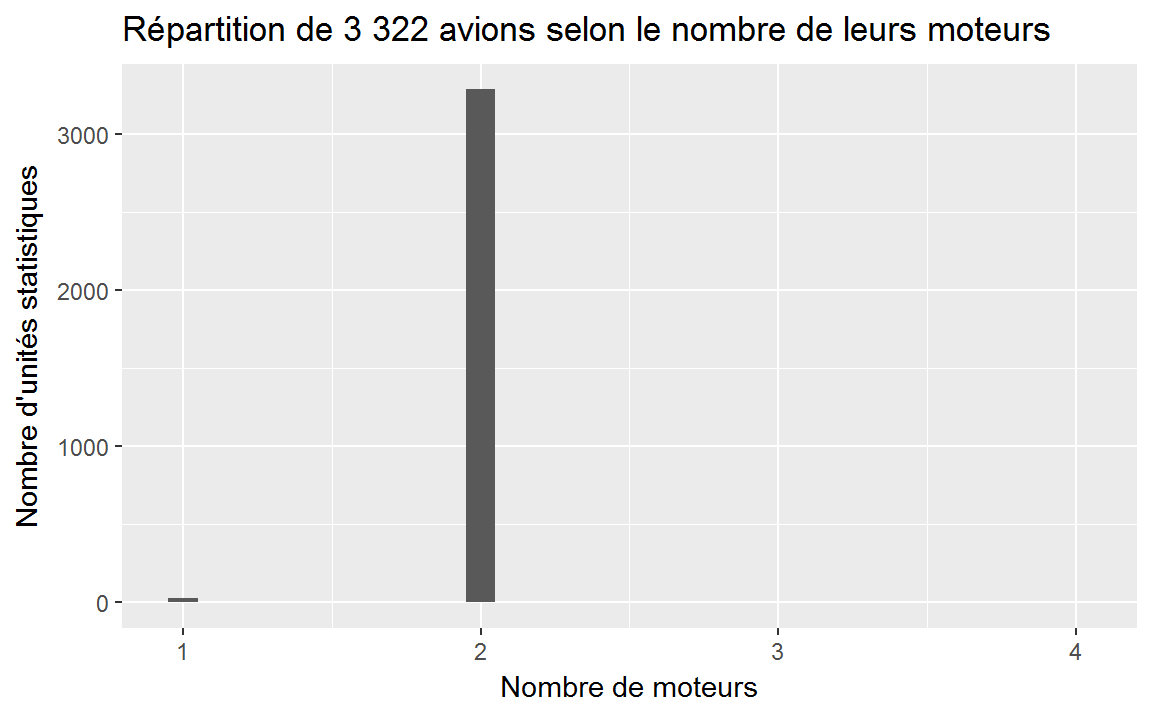 Répartition de 3 322 avions selon le nombre de leurs moteurs
Nombre d'unités statistiques
3000
2000
1000
0
1 2 3 4
Nombre de moteurs